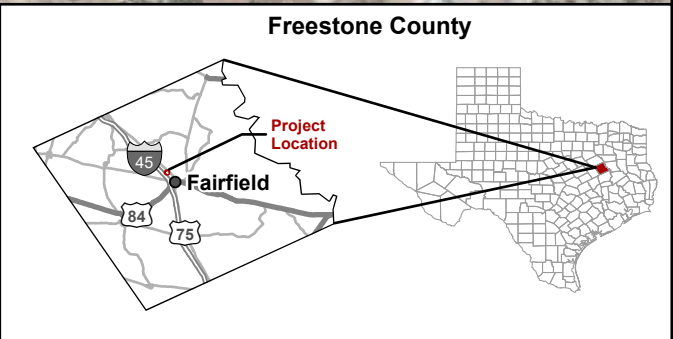 Freestone County
Project
Location
45
Fairfield
84
75